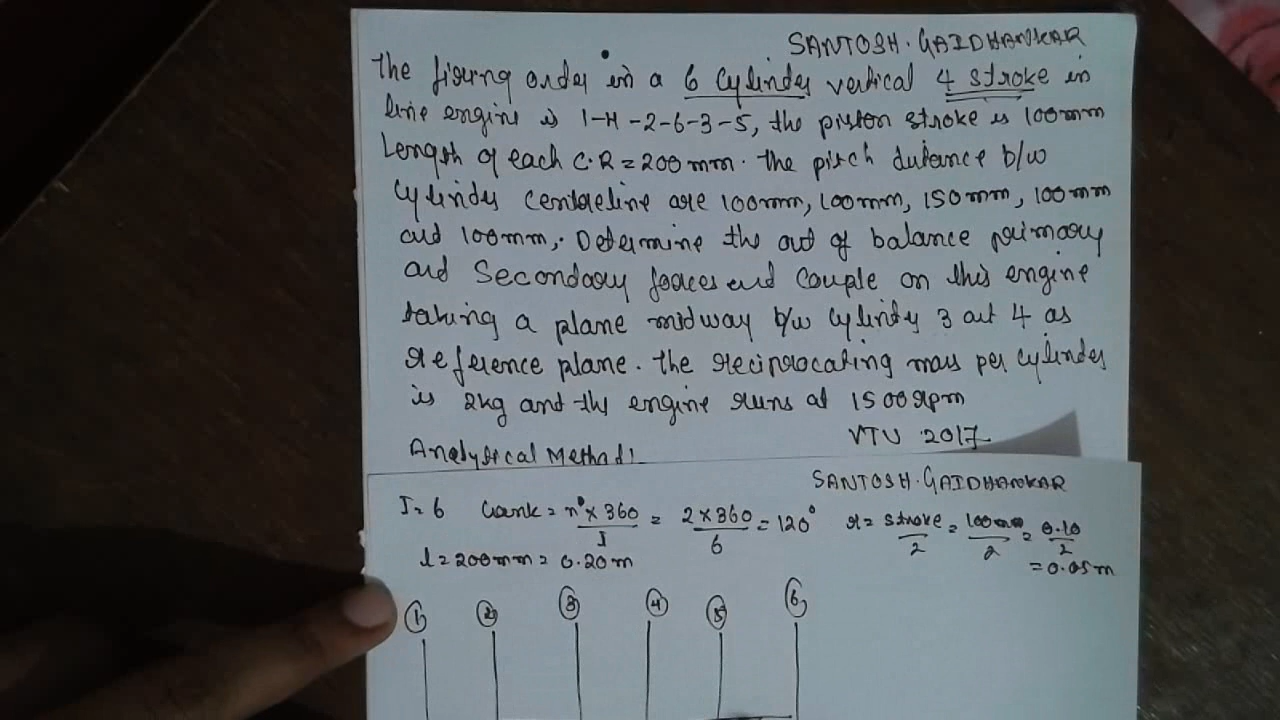 SANTOSH. GAIDHANKAR
The firing order in a 6 cylinder vertical 4 stroke in
line engine is 1-4-2-6-3-5, the piston stroke is 100mm
Length of each C.R = 200 mm. the pitch distance b/w
cylinder centreline are 100mm, 100mm, 150mm, 100mm
and 100mm,. Determine the out of balance primary
and Secondary forces and couple on this engine
taking a plane midway b/w cylinder 3 and 4 as
reference plane. the reciprocating mass per cylinder
is 2kg and the engine runs at 1500rpm
VTU 2017
Analytical Method:
SANTOSH. GAIDHANKAR
I = 6 Crank = n° × 360 / I = 2 × 360 / 6 = 120° r = stroke / 2 = 100mm / 2 = 0.10 / 2
l = 200mm = 0.20m = 0.05m
1 2 3 4 5 6